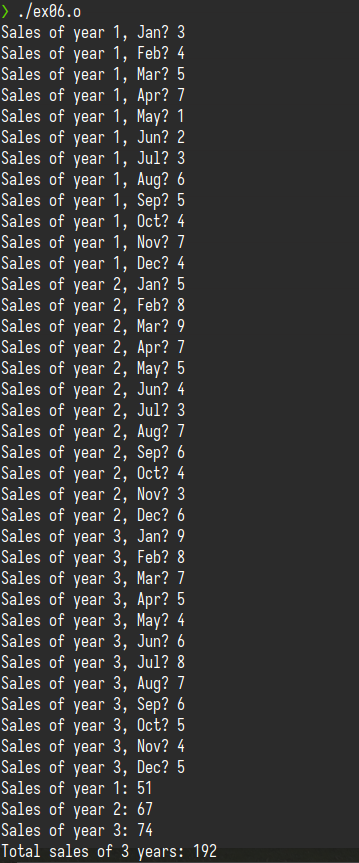 ❯ ./ex06.o
Sales of year 1, Jan? 3
Sales of year 1, Feb? 4
Sales of year 1, Mar? 5
Sales of year 1, Apr? 7
Sales of year 1, May? 1
Sales of year 1, Jun? 2
Sales of year 1, Jul? 3
Sales of year 1, Aug? 6
Sales of year 1, Sep? 5
Sales of year 1, Oct? 4
Sales of year 1, Nov? 7
Sales of year 1, Dec? 4
Sales of year 2, Jan? 5
Sales of year 2, Feb? 8
Sales of year 2, Mar? 9
Sales of year 2, Apr? 7
Sales of year 2, May? 5
Sales of year 2, Jun? 4
Sales of year 2, Jul? 3
Sales of year 2, Aug? 7
Sales of year 2, Sep? 6
Sales of year 2, Oct? 4
Sales of year 2, Nov? 3
Sales of year 2, Dec? 6
Sales of year 3, Jan? 9
Sales of year 3, Feb? 8
Sales of year 3, Mar? 7
Sales of year 3, Apr? 5
Sales of year 3, May? 4
Sales of year 3, Jun? 6
Sales of year 3, Jul? 8
Sales of year 3, Aug? 7
Sales of year 3, Sep? 6
Sales of year 3, Oct? 5
Sales of year 3, Nov? 4
Sales of year 3, Dec? 5
Sales of year 1: 51
Sales of year 2: 67
Sales of year 3: 74
Total sales of 3 years: 192